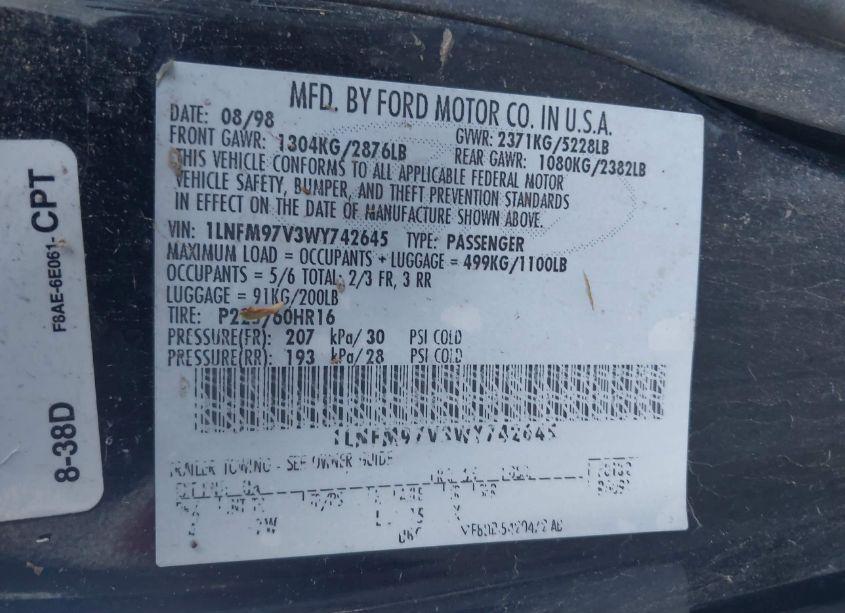 MFD. BY FORD MOTOR CO. IN U.S.A.
DATE: 08/98 GVWR: 2371KG/5228LB
FRONT GAWR: 1304KG/2876LB REAR GAWR: 1080KG/2382LB
THIS VEHICLE CONFORMS TO ALL APPLICABLE FEDERAL MOTOR
VEHICLE SAFETY, BUMPER, AND THEFT PREVENTION STANDARDS
IN EFFECT ON THE DATE OF MANUFACTURE SHOWN ABOVE.
VIN: 1LNFM97V3WY742645 TYPE: PASSENGER
MAXIMUM LOAD = OCCUPANTS + LUGGAGE = 499KG/1100LB
OCCUPANTS = 5/6 TOTAL: 2/3 FR, 3 RR
LUGGAGE = 91KG/200LB
TIRE: P225/60HR16
PRESSURE(FR): 207 kPa/ 30 PSI COLD
PRESSURE(RR): 193 kPa/ 28 PSI COLD
1LNFM97V3WY742645
TRAILER TOWING - SEE OWNER GUIDE
F8AE-6E061-CPT
8-38D